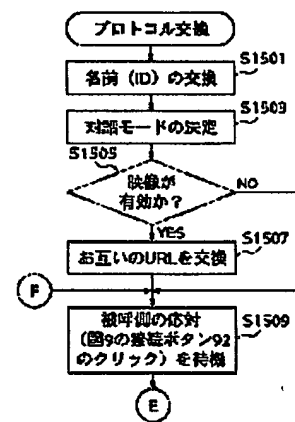 プロトコル交換
S1501
名前（ID）の交換
S1503
対話モードの決定
S1505
映像が
有効か？
NO
YES
S1507
お互いのURLを交換
F
被呼側の応対
S1509
（図9の接続ボタン92
のクリック）を待機
E